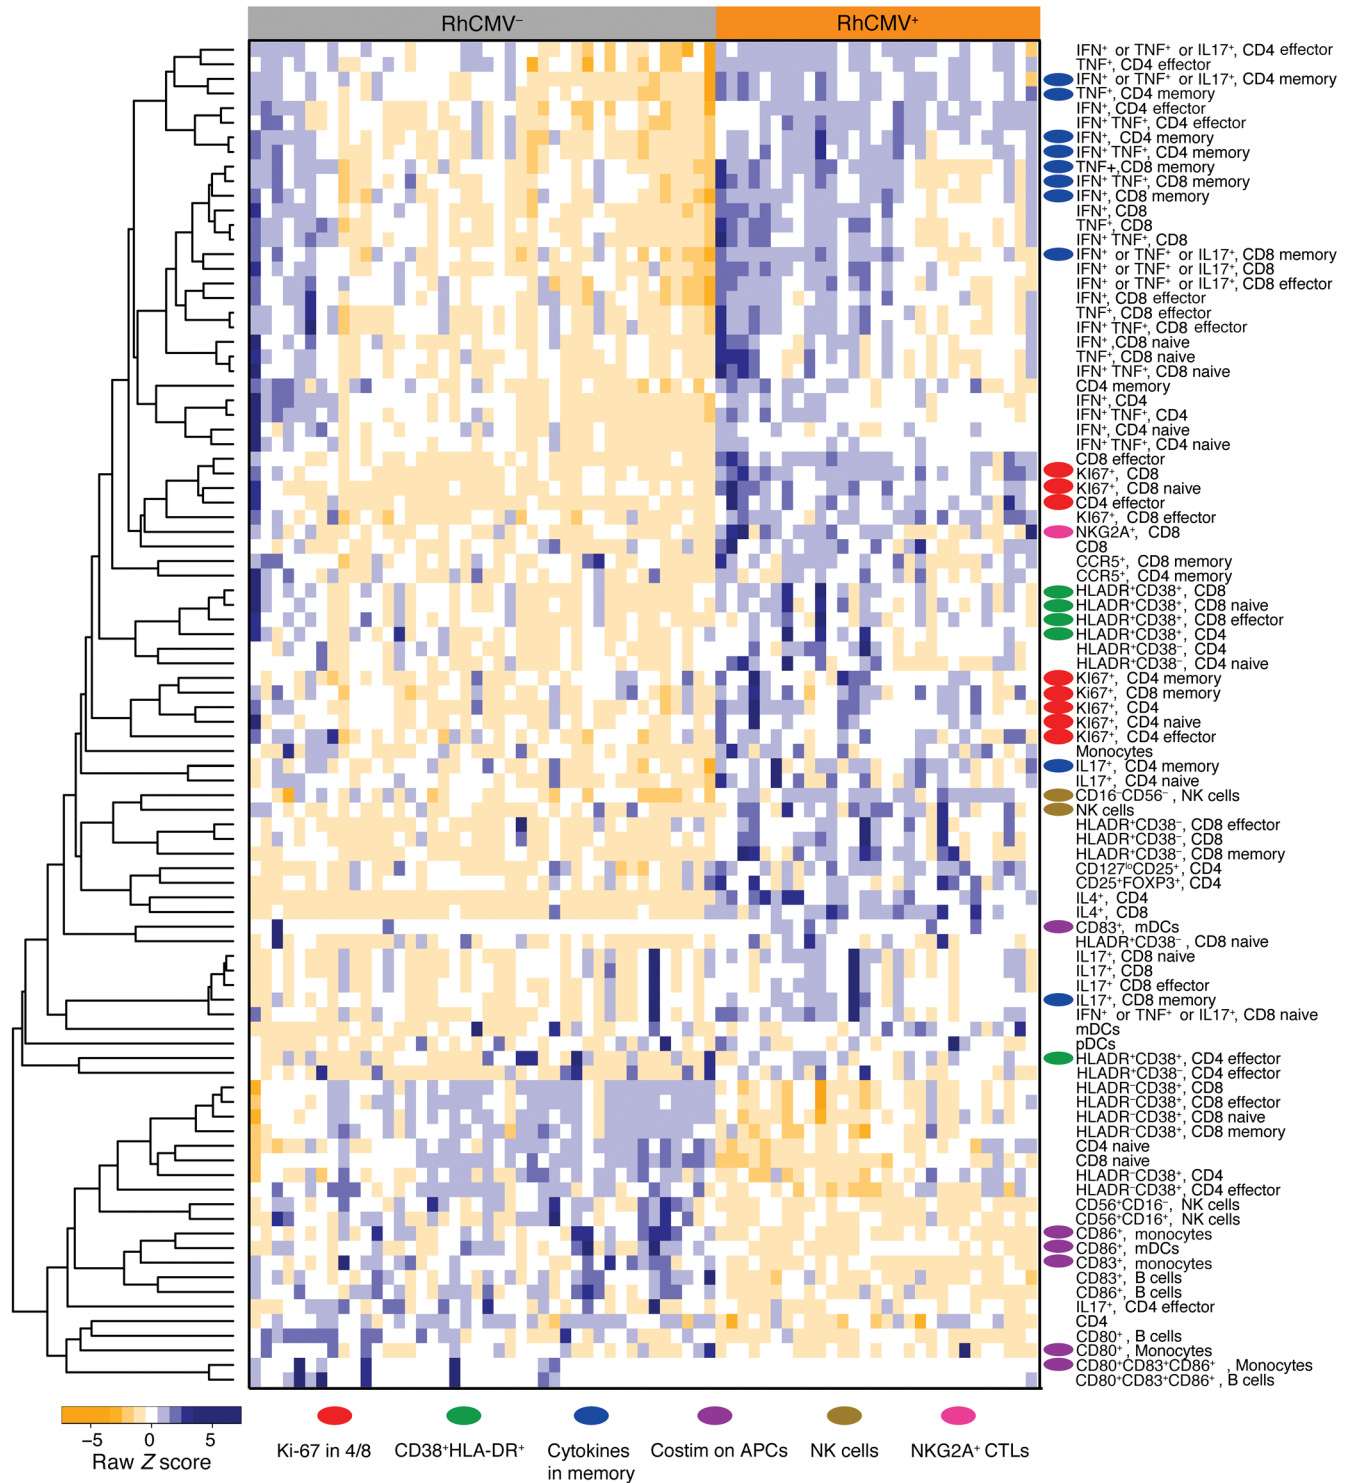 RhCMV⁻
RhCMV⁺
IFN⁺ or TNF⁺ or IL17⁺, CD4 effector
TNF⁺, CD4 effector
IFN⁺ or TNF⁺ or IL17⁺, CD4 memory
TNF⁺, CD4 memory
IFN⁺, CD4 effector
IFN⁺ TNF⁺, CD4 effector
IFN⁺, CD4 memory
IFN⁺ TNF⁺, CD4 memory
TNF+,CD8 memory
IFN⁺ TNF⁺, CD8 memory
IFN⁺, CD8 memory
IFN⁺, CD8
TNF⁺, CD8
IFN⁺ TNF⁺, CD8
IFN⁺ or TNF⁺ or IL17⁺, CD8 memory
IFN⁺ or TNF⁺ or IL17⁺, CD8
IFN⁺ or TNF⁺ or IL17⁺, CD8 effector
IFN⁺, CD8 effector
TNF⁺, CD8 effector
IFN⁺ TNF⁺, CD8 effector
IFN⁺ ,CD8 naive
TNF⁺, CD8 naive
IFN⁺ TNF⁺, CD8 naive
CD4 memory
IFN⁺, CD4
IFN⁺ TNF⁺, CD4
IFN⁺, CD4 naive
IFN⁺ TNF⁺, CD4 naive
CD8 effector
KI67⁺, CD8
KI67⁺, CD8 naive
CD4 effector
KI67⁺, CD8 effector
NKG2A⁺, CD8
CD8
CCR5⁺, CD8 memory
CCR5⁺, CD4 memory
HLADR⁺CD38⁺, CD8
HLADR⁺CD38⁺, CD8 naive
HLADR⁺CD38⁺, CD8 effector
HLADR⁺CD38⁺, CD4
HLADR⁺CD38⁻, CD4
HLADR⁺CD38⁻, CD4 naive
KI67⁺, CD4 memory
Ki67⁺, CD8 memory
KI67⁺, CD4
KI67⁺, CD4 naive
KI67⁺, CD4 effector
Monocytes
IL17⁺, CD4 memory
IL17⁺, CD4 naive
CD16⁻CD56⁻ , NK cells
NK cells
HLADR⁺CD38⁻, CD8 effector
HLADR⁺CD38⁻, CD8
HLADR⁺CD38⁻, CD8 memory
CD127ˡᵒCD25⁺, CD4
CD25⁺FOXP3⁺, CD4
IL4⁺, CD4
IL4⁺, CD8
CD83⁺, mDCs
HLADR⁺CD38⁻ , CD8 naive
IL17⁺, CD8 naive
IL17⁺, CD8
IL17⁺ CD8 effector
IL17⁺, CD8 memory
IFN⁺ or TNF⁺ or IL17⁺, CD8 naive
mDCs
pDCs
HLADR⁺CD38⁺, CD4 effector
HLADR⁺CD38⁻, CD4 effector
HLADR⁻CD38⁺, CD8
HLADR⁻CD38⁺, CD8 effector
HLADR⁻CD38⁺, CD8 naive
HLADR⁻CD38⁺, CD8 memory
CD4 naive
CD8 naive
HLADR⁻CD38⁺, CD4
HLADR⁻CD38⁺, CD4 effector
CD56⁺CD16⁻, NK cells
CD56⁺CD16⁺, NK cells
CD86⁺, monocytes
CD86⁺, mDCs
CD83⁺, monocytes
CD83⁺, B cells
CD86⁺, B cells
IL17⁺, CD4 effector
CD4
CD80⁺ , B cells
CD80⁺ , Monocytes
CD80⁺CD83⁺CD86⁺ , Monocytes
CD80⁺CD83⁺CD86⁺ , B cells
−5 0 5
Raw Z score
Ki-67 in 4/8
CD38⁺HLA-DR⁺
Cytokines
in memory
Costim on APCs
NK cells
NKG2A⁺ CTLs